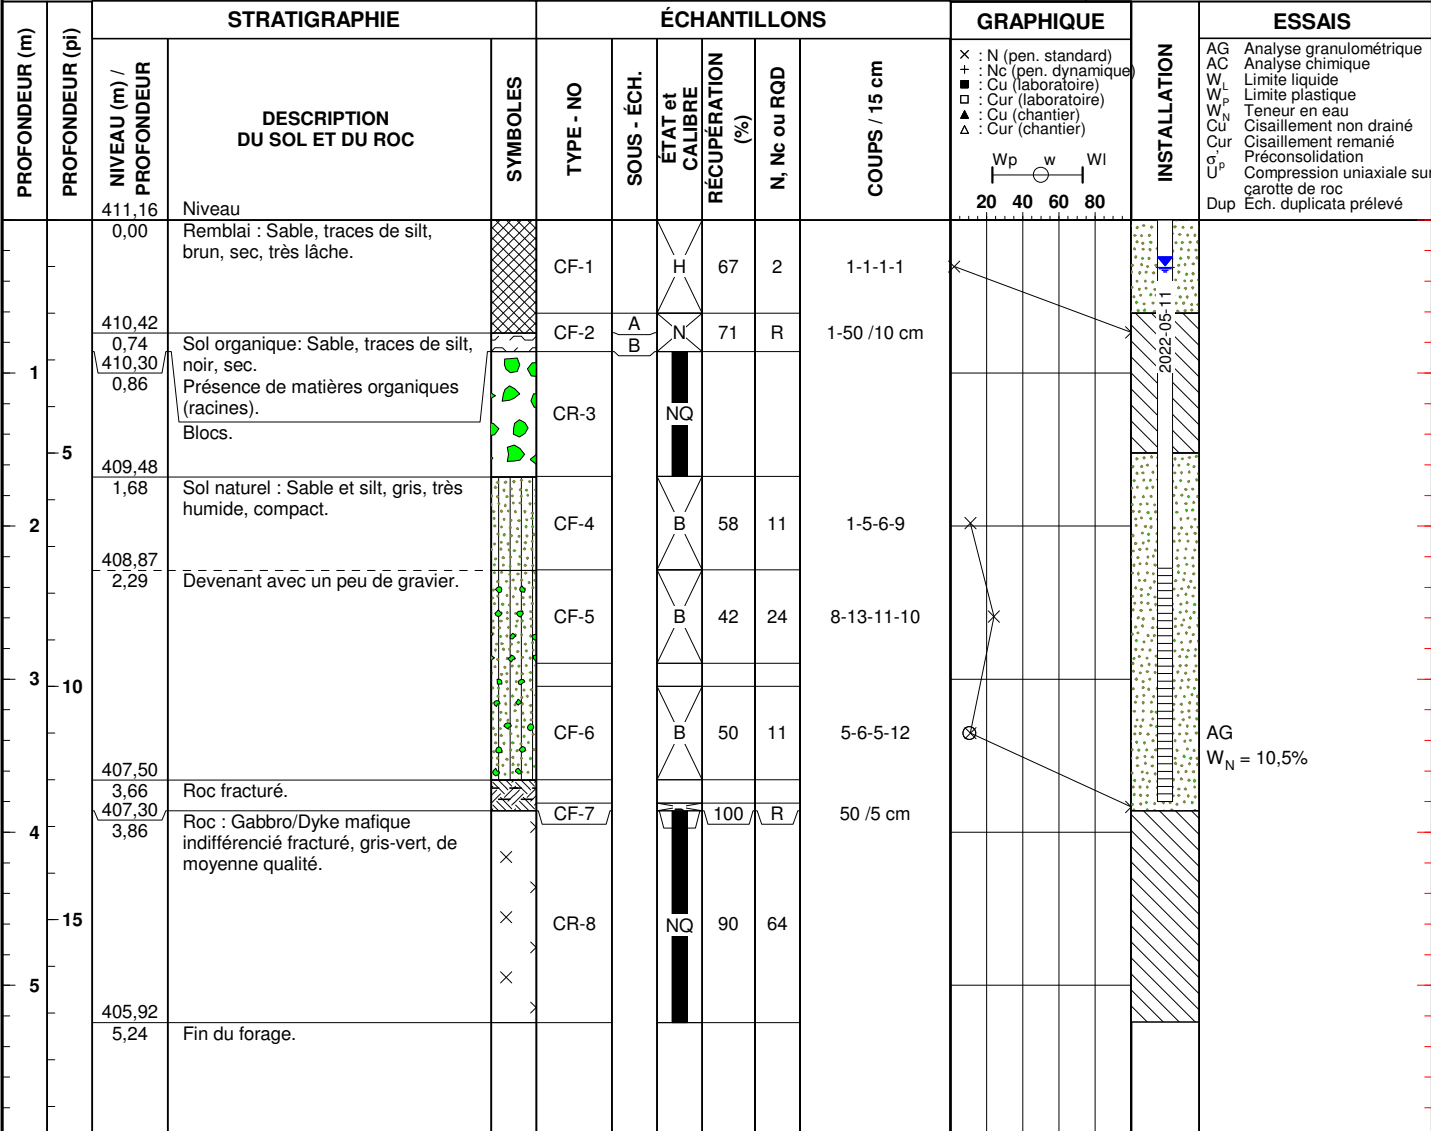 STRATIGRAPHIE
ÉCHANTILLONS
GRAPHIQUE
ESSAIS
PROFONDEUR (m)
PROFONDEUR (pi)
NIVEAU (m) /
PROFONDEUR
DESCRIPTION
DU SOL ET DU ROC
SYMBOLES
TYPE - NO
SOUS - ÉCH.
ÉTAT et
CALIBRE
RÉCUPÉRATION
(%)
N, Nc ou RQD
COUPS / 15 cm
× : N (pen. standard)
+ : Nc (pen. dynamique)
■ : Cu (laboratoire)
□ : Cur (laboratoire)
▲ : Cu (chantier)
△ : Cur (chantier)
Wp w Wl
20 40 60 80
INSTALLATION
AG Analyse granulométrique
AC Analyse chimique
W_L Limite liquide
W_P Limite plastique
W_N Teneur en eau
Cu Cisaillement non drainé
Cur Cisaillement remanié
σ'_p Préconsolidation
U Compression uniaxiale sur
carotte de roc
Dup Éch. duplicata prélevé
411,16 Niveau
0,00 Remblai : Sable, traces de silt,
brun, sec, très lâche.
CF-1 H 67 2 1-1-1-1
410,42
CF-2 A N 71 R 1-50 /10 cm
B
0,74 Sol organique: Sable, traces de silt,
noir, sec.
410,30
0,86 Présence de matières organiques
(racines).
2022-05-11
1
CR-3 NQ
Blocs.
5
409,48
1,68 Sol naturel : Sable et silt, gris, très
humide, compact.
2
CF-4 B 58 11 1-5-6-9
408,87
2,29 Devenant avec un peu de gravier.
CF-5 B 42 24 8-13-11-10
3
10
CF-6 B 50 11 5-6-5-12
AG
W_N = 10,5%
407,50
3,66 Roc fracturé.
407,30
CF-7 100 R 50 /5 cm
3,86 Roc : Gabbro/Dyke mafique
indifférencié fracturé, gris-vert, de
moyenne qualité.
4
15
CR-8 NQ 90 64
5
405,92
5,24 Fin du forage.